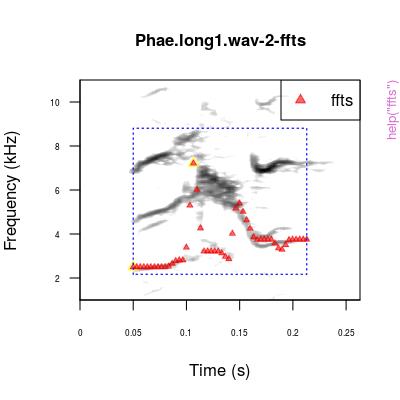 Phae.long1.wav-2-ffts
ffts
help("ffts")
Frequency (kHz)
10
8
6
4
2
0 0.05 0.1 0.15 0.2 0.25
Time (s)